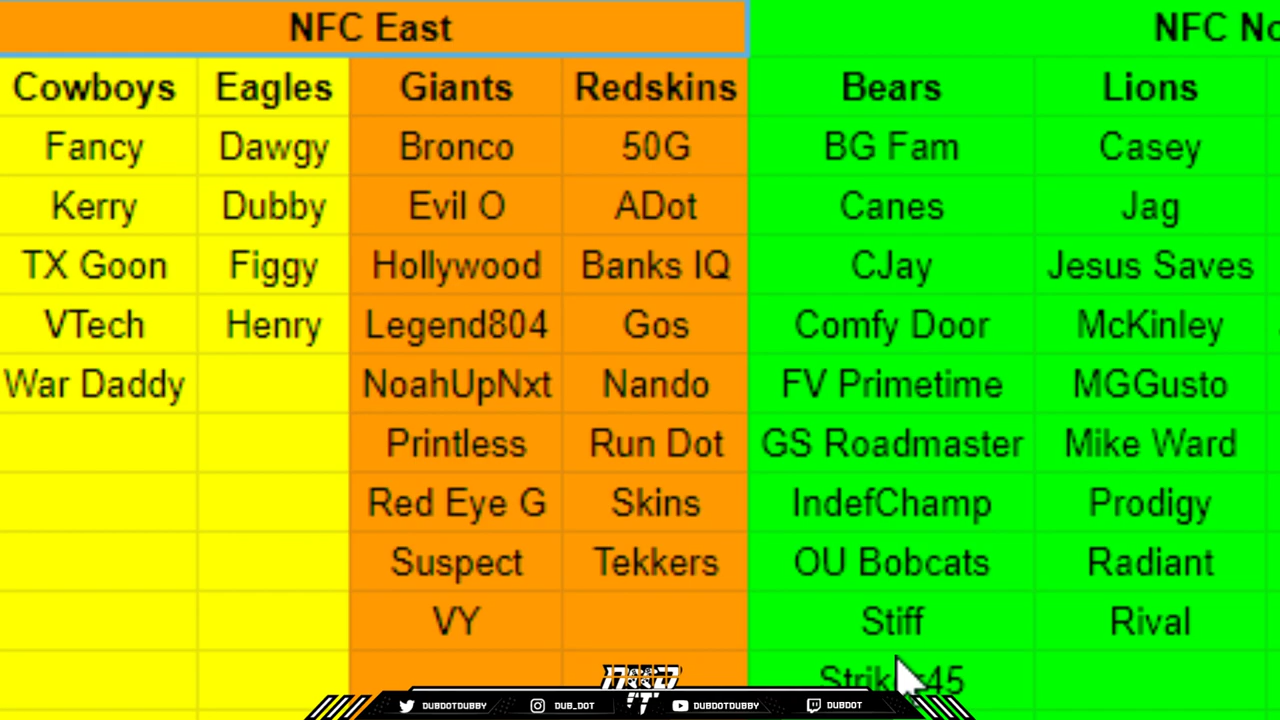 NFC East NFC No
Cowboys Eagles Giants Redskins Bears Lions
Fancy Dawgy Bronco 50G BG Fam Casey
Kerry Dubby Evil O ADot Canes Jag
TX Goon Figgy Hollywood Banks IQ CJay Jesus Saves
VTech Henry Legend804 Gos Comfy Door McKinley
War Daddy NoahUpNxt Nando FV Primetime MGGusto
Printless Run Dot GS Roadmaster Mike Ward
Red Eye G Skins IndefChamp Prodigy
Suspect Tekkers OU Bobcats Radiant
VY Stiff Rival
DUBDOTDUBBY DUB_DOT DUBDOTDUBBY DUBDOT